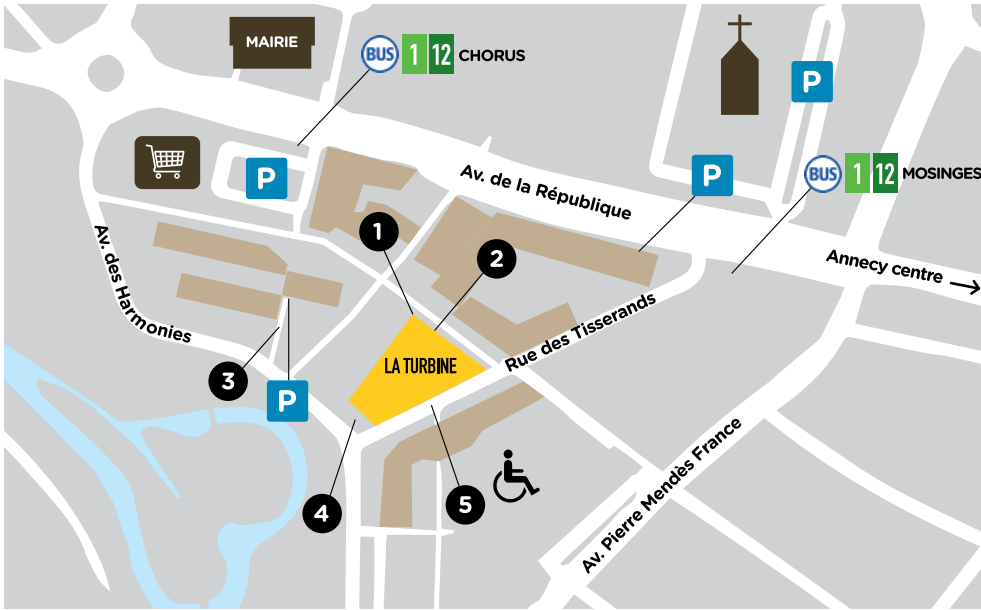 MAIRIE
BUS 1 12 CHORUS
P
P
Av. de la République
P
BUS 1 12 MOSINGES
Av. des Harmonies
1
2
Annecy centre →
Rue des Tisserands
LA TURBINE
3
P
4
5
Av. Pierre Mendès France